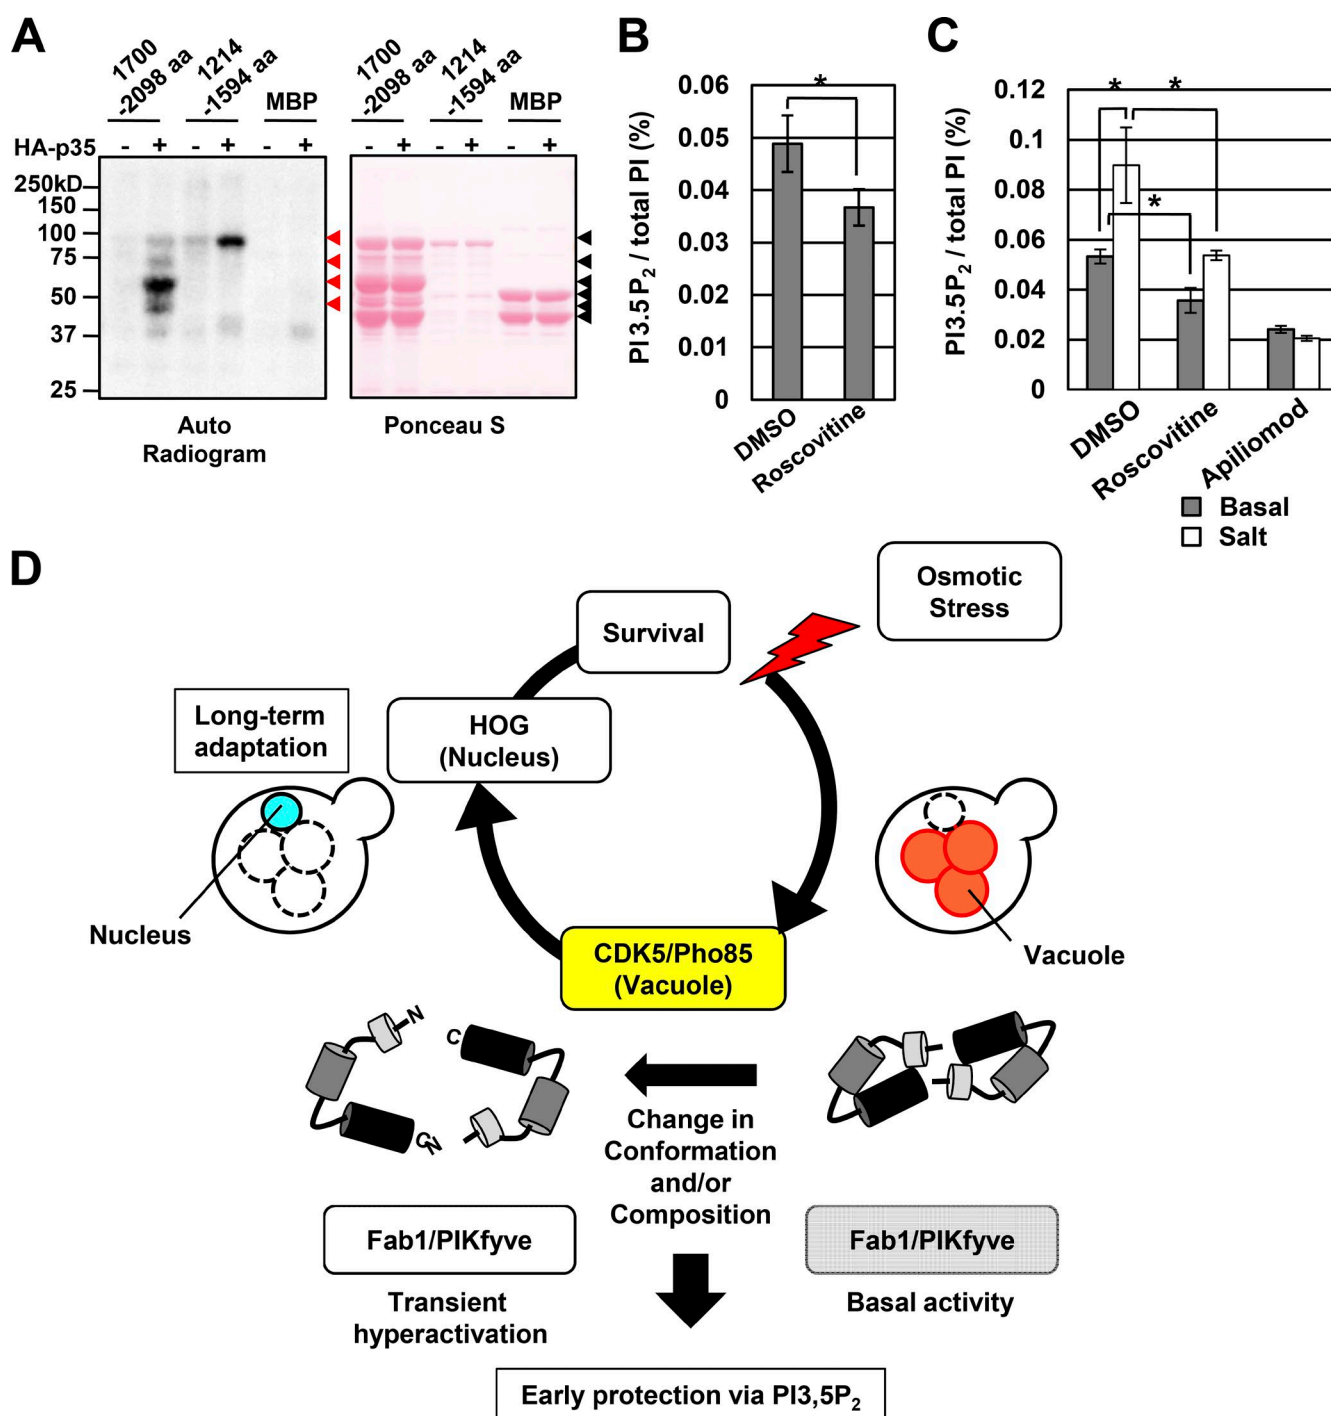 A
1700
-2098 aa
1214
-1594 aa
MBP
1700
-2098 aa
1214
-1594 aa
MBP
HA-p35
- + - + - +
- + - + - +
250kD
150
100
75
50
37
25
Auto
Radiogram
Ponceau S
B
PI3.5P₂ / total PI (%)
0.06
0.05
0.04
0.03
0.02
0.01
0
*
DMSO
Roscovitine
C
PI3.5P₂ / total PI (%)
0.12
0.1
0.08
0.06
0.04
0.02
0
* *
*
DMSO
Roscovitine
Apiliomod
Basal
Salt
D
Osmotic
Stress
Survival
HOG
(Nucleus)
Long-term
adaptation
Nucleus
Vacuole
CDK5/Pho85
(Vacuole)
N
C
C
N
Change in
Conformation
and/or
Composition
Fab1/PIKfyve
Fab1/PIKfyve
Transient
hyperactivation
Basal activity
Early protection via PI3,5P₂